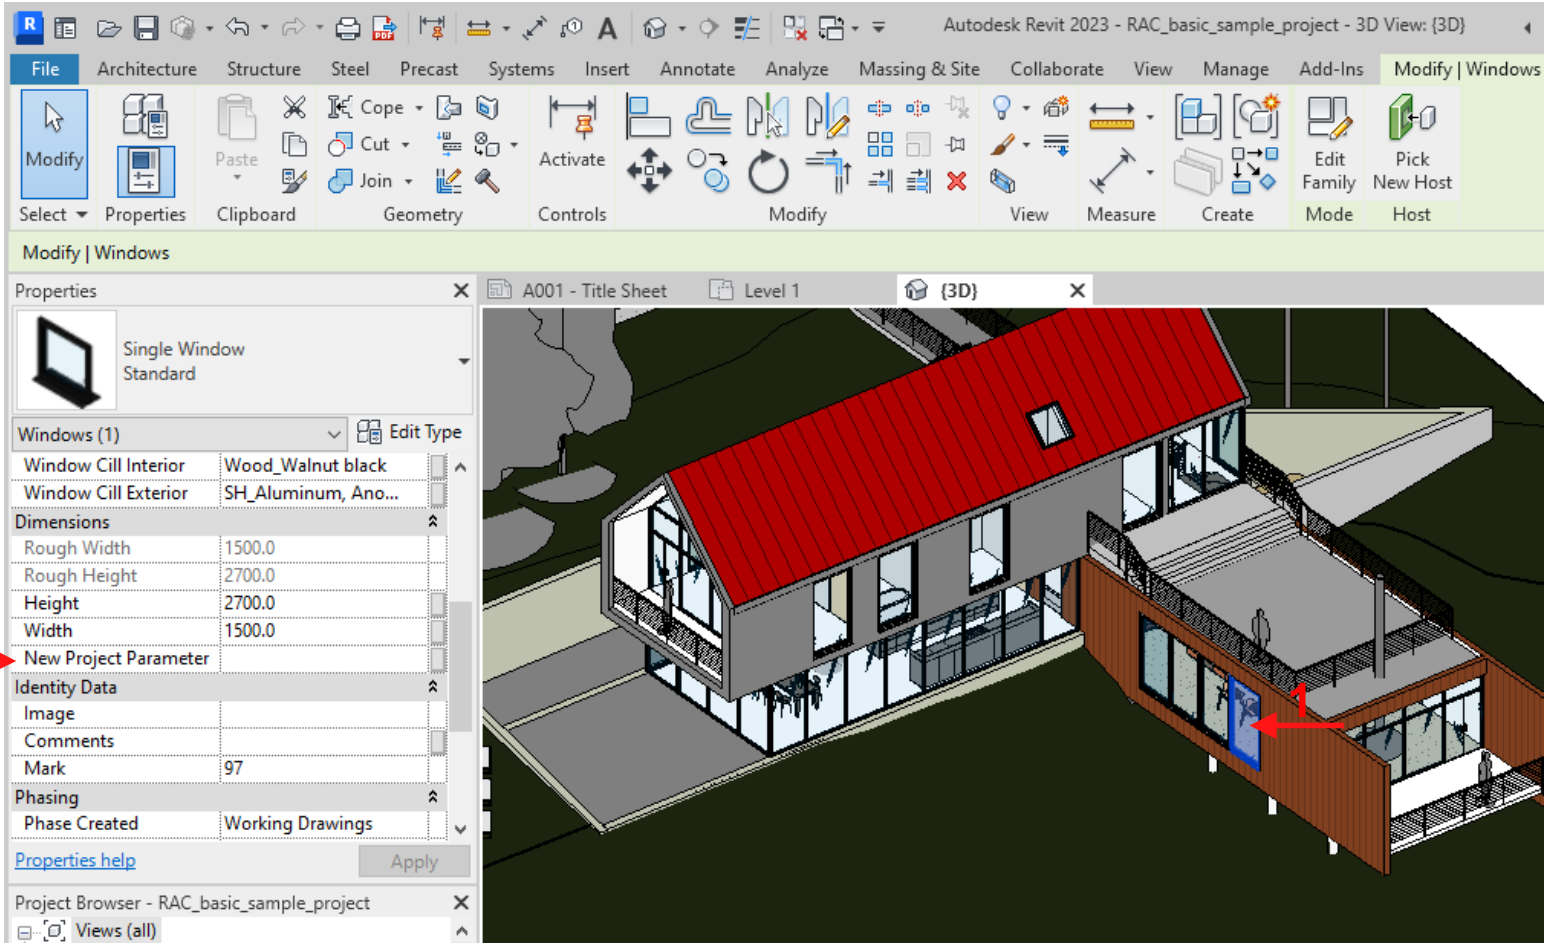 R
Autodesk Revit 2023 - RAC_basic_sample_project - 3D View: {3D}
File Architecture Structure Steel Precast Systems Insert Annotate Analyze Massing & Site Collaborate View Manage Add-Ins Modify | Windows
Modify
Paste
Cope
Cut
Join
Activate
Edit Family
Pick New Host
Select Properties Clipboard Geometry Controls Modify View Measure Create Mode Host
Modify | Windows
Properties
A001 - Title Sheet
Level 1
{3D}
Single Window
Standard
Windows (1)
Edit Type
Window Cill Interior Wood_Walnut black
Window Cill Exterior SH_Aluminum, Ano...
Dimensions
Rough Width 1500.0
Rough Height 2700.0
Height 2700.0
Width 1500.0
New Project Parameter
Identity Data
Image
Comments
Mark 97
Phasing
Phase Created Working Drawings
Properties help
Apply
Project Browser - RAC_basic_sample_project
Views (all)
1